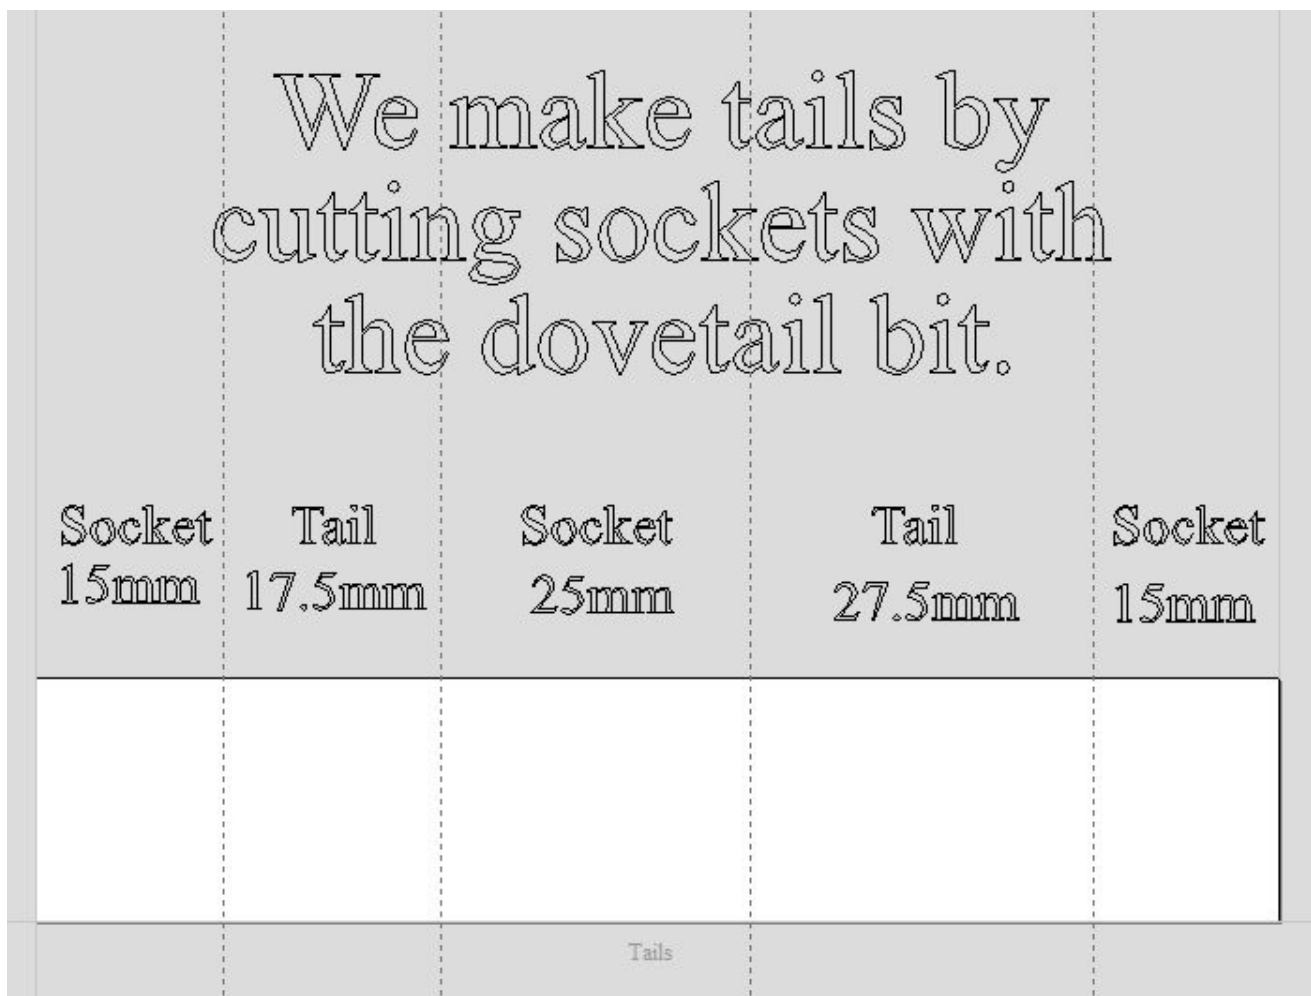 We make tails by
cutting sockets with
the dovetail bit.
Socket Tail Socket Tail Socket
15mm 17.5mm 25mm 27.5mm 15mm
Tails